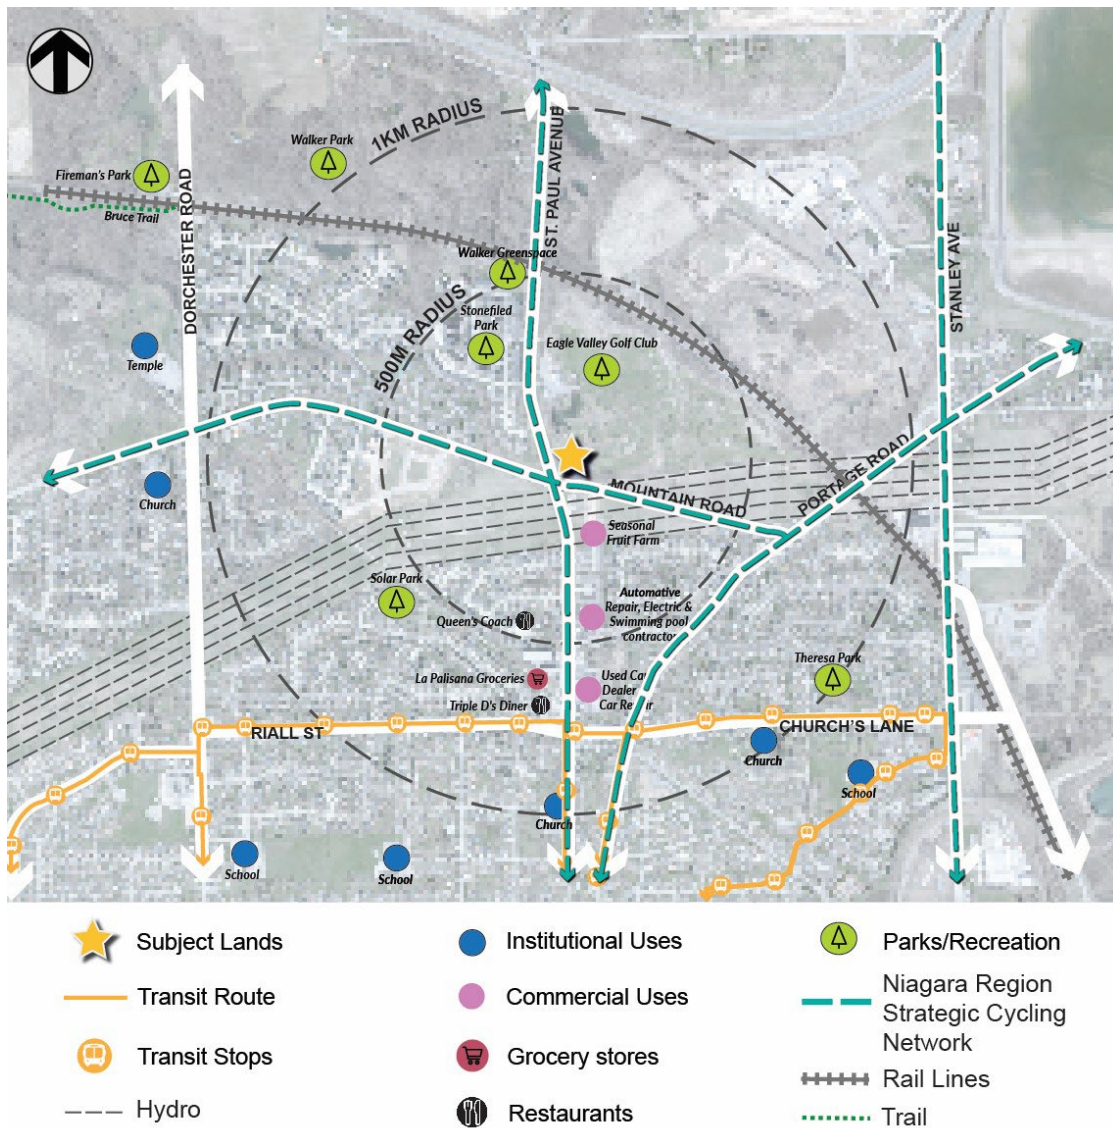 1KM RADIUS
Walker Park
Fireman's Park
Bruce Trail
DORCHESTER ROAD
ST. PAUL AVENUE
STANLEY AVE
Walker Greenspace
500M RADIUS
Stonefiled
Park
Eagle Valley Golf Club
Temple
Church
MOUNTAIN ROAD
PORTAGE ROAD
Seasonal
Fruit Farm
Solar Park
Automative
Repair, Electric &
Swimming pool
contractor
Queen's Coach
La Palisana Groceries
Used Car
Dealer
Car Repair
Triple D's Diner
Theresa Park
RIALL ST
CHURCH'S LANE
Church
School
Church
School
School
Subject Lands
Institutional Uses
Parks/Recreation
Transit Route
Commercial Uses
Niagara Region
Strategic Cycling
Network
Transit Stops
Grocery stores
Rail Lines
Hydro
Restaurants
Trail